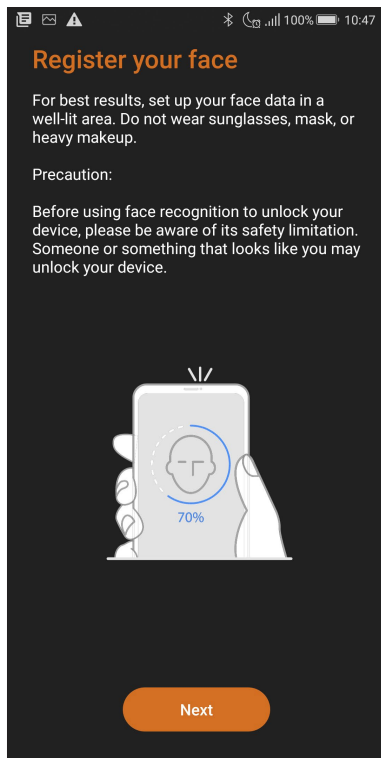 100% 10:47
Register your face
For best results, set up your face data in a
well-lit area. Do not wear sunglasses, mask, or
heavy makeup.
Precaution:
Before using face recognition to unlock your
device, please be aware of its safety limitation.
Someone or something that looks like you may
unlock your device.
70%
Next